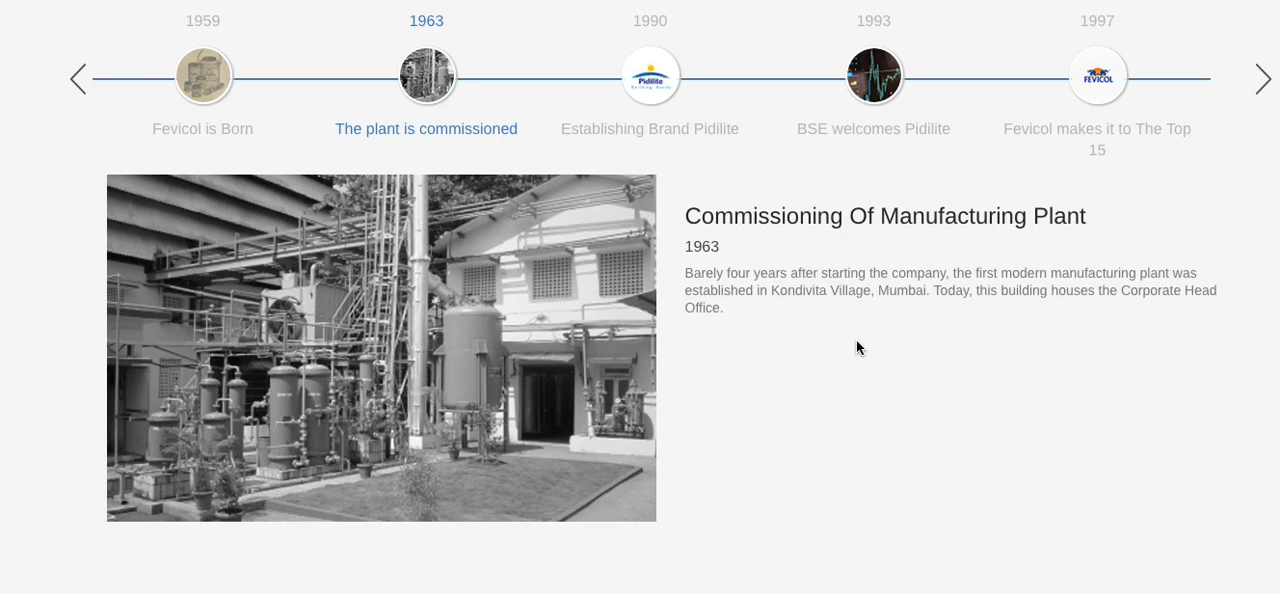 1959
1963
1990
1993
1997
Pidilite
FEVICOL
Fevicol is Born
The plant is commissioned
Establishing Brand Pidilite
BSE welcomes Pidilite
Fevicol makes it to The Top
15
Commissioning Of Manufacturing Plant
1963
Barely four years after starting the company, the first modern manufacturing plant was
established in Kondivita Village, Mumbai. Today, this building houses the Corporate Head
Office.